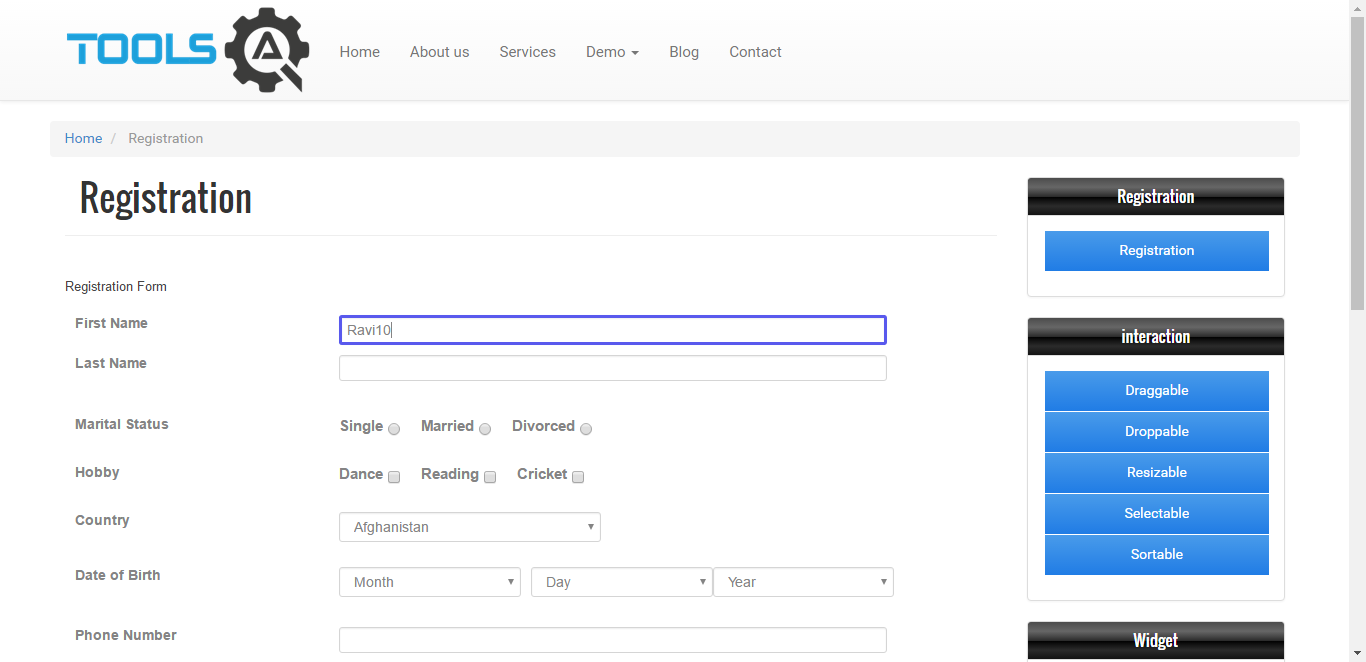 TOOLS QA
Home About us Services Demo Blog Contact
Home / Registration
Registration
Registration Form
First Name Ravi10
Last Name
Marital Status Single Married Divorced
Hobby Dance Reading Cricket
Country Afghanistan
Date of Birth Month Day Year
Phone Number
Registration
Registration
interaction
Draggable
Droppable
Resizable
Selectable
Sortable
Widget